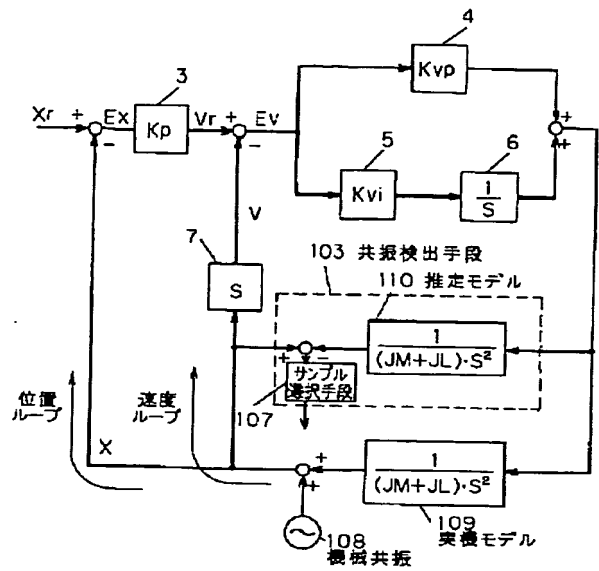 4
Kvp
3
Xr + Ex Kp Vr + Ev
-
-
+
+
5
6
Kvi
1
S
V
7
S
103 共振検出手段
110 推定モデル
1
(JM+JL)·S²
+
-
サンプル
選択手段
107
位置
ループ
速度
ループ
X
+
+
1
(JM+JL)·S²
108
機械共振
109
実機モデル